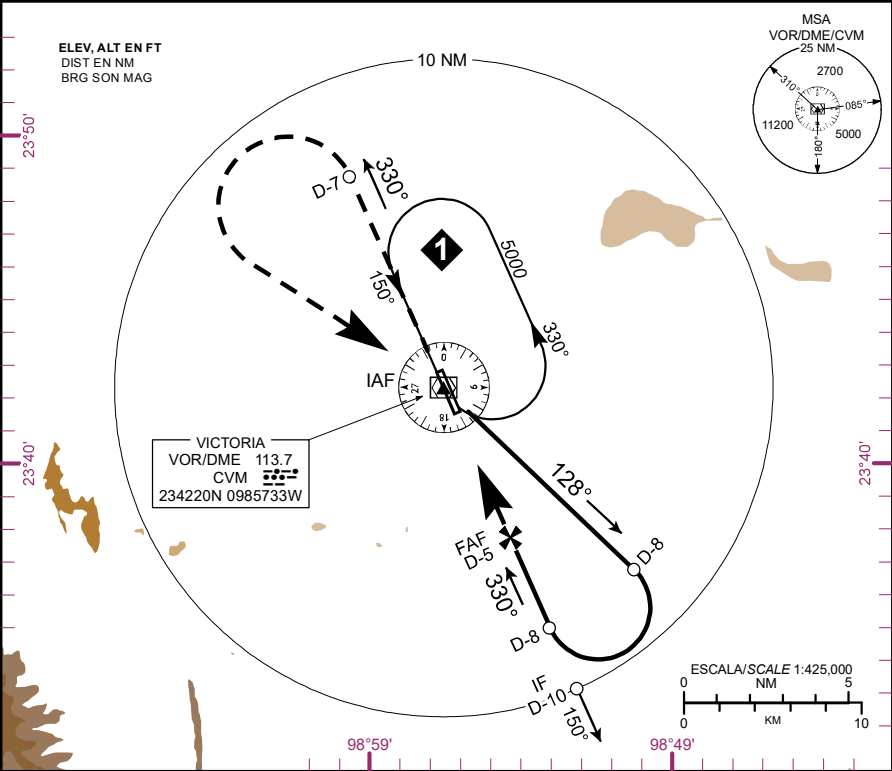 ELEV, ALT EN FT
DIST EN NM
BRG SON MAG
10 NM
MSA
VOR/DME/CVM
25 NM
2700
310°
085°
11200
5000
180°
23°50'
D-7
330°
1
5000
150°
330°
IAF
0
27
9
18
VICTORIA
VOR/DME 113.7
CVM
234220N 0985733W
23°40'
23°40'
128°
FAF
D-5
D-8
330°
D-8
IF
D-10
150°
ESCALA/SCALE 1:425,000
0 NM 5
0 KM 10
98°59'
98°49'